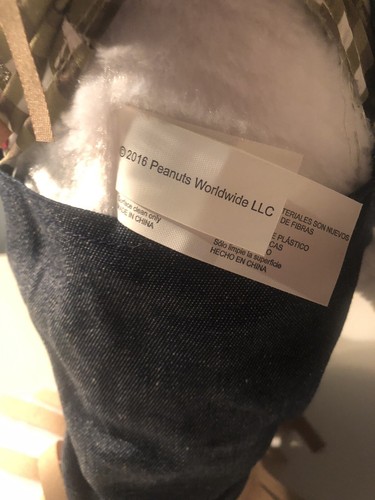 ©2016 Peanuts Worldwide LLC
surface clean only
MADE IN CHINA
TERIALES SON NUEVOS
DE FIBRAS
E PLÁSTICO
CAS
O
Sólo limpie la superficie
HECHO EN CHINA